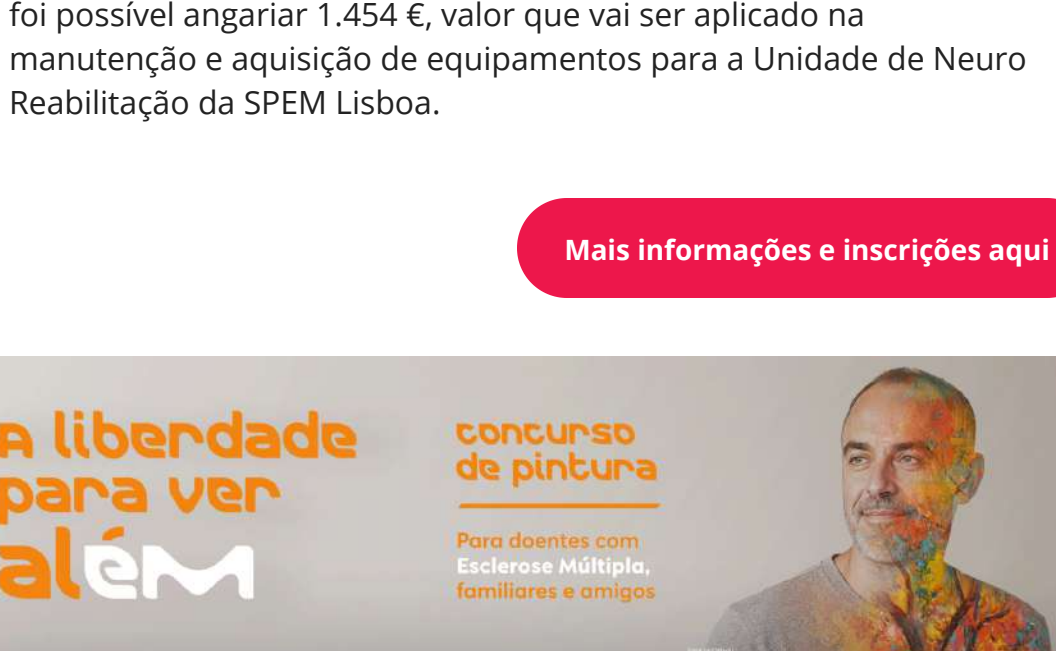 foi possível angariar 1.454 €, valor que vai ser aplicado na
manutenção e aquisição de equipamentos para a Unidade de Neuro
Reabilitação da SPEM Lisboa.
Mais informações e inscrições aqui
A liberdade
para ver
além
concurso
de pintura
Para doentes com
Esclerose Múltipla,
familiares e amigos